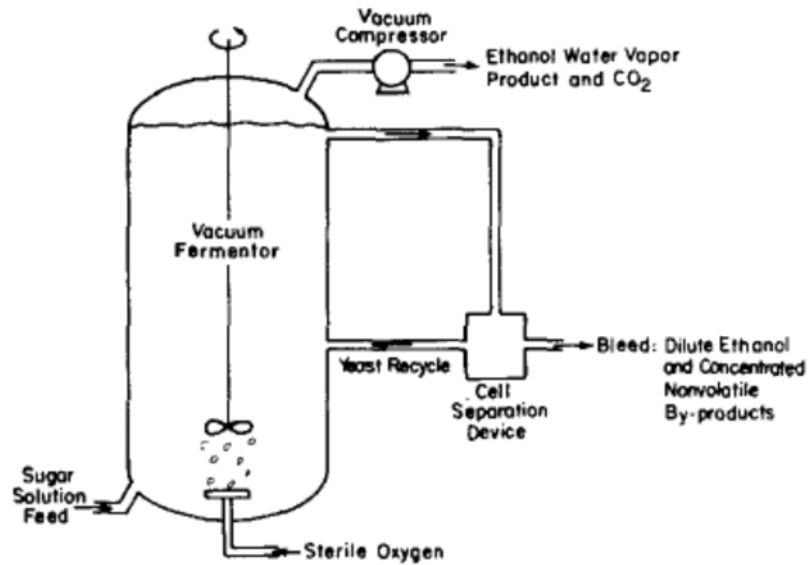 Vacuum
Compressor
Ethanol Water Vapor
Product and CO2
Vacuum
Fermentor
Yeast Recycle
Cell
Separation
Device
Bleed: Dilute Ethanol
and Concentrated
Nonvolatile
By-products
Sugar
Solution
Feed
Sterile Oxygen